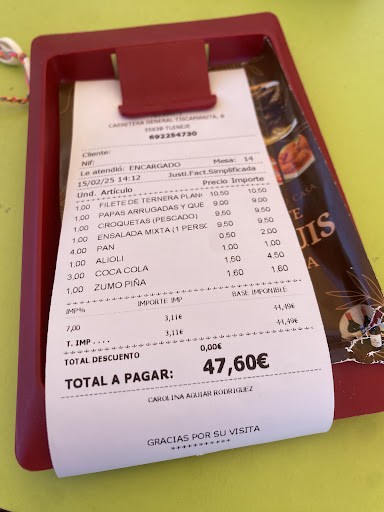 CARRETERA GENERAL TISCAMANITA, 6
35638-TUINEJE
692254730
Cliente:
Nif:
Le atendió: ENCARGADO Mesa: 14
15/02/25 14:12 Justi.Fact.Simplificada
Und. Artículo Precio Importe
1,00 FILETE DE TERNERA PLAN 10,50 10,50
1,00 PAPAS ARRUGADAS Y QUE 9,00 9,00
1,00 CROQUETAS (PESCADO) 9,50 9,50
1,00 ENSALADA MIXTA (1 PERSO 9,50 9,50
4,00 PAN 0,50 2,00
1,00 ALIOLI 1,00 1,00
3,00 COCA COLA 1,50 4,50
1,00 ZUMO PIÑA 1,60 1,60
IMP% IMPORTE IMP BASE IMPONIBLE
7,00 3,11€ 44,49€
T. IMP .... 3,11€ 44,49€
TOTAL DESCUENTO 0,00€
TOTAL A PAGAR: 47,60€
CAROLINA AGUIAR RODRIGUEZ
GRACIAS POR SU VISITA
***********